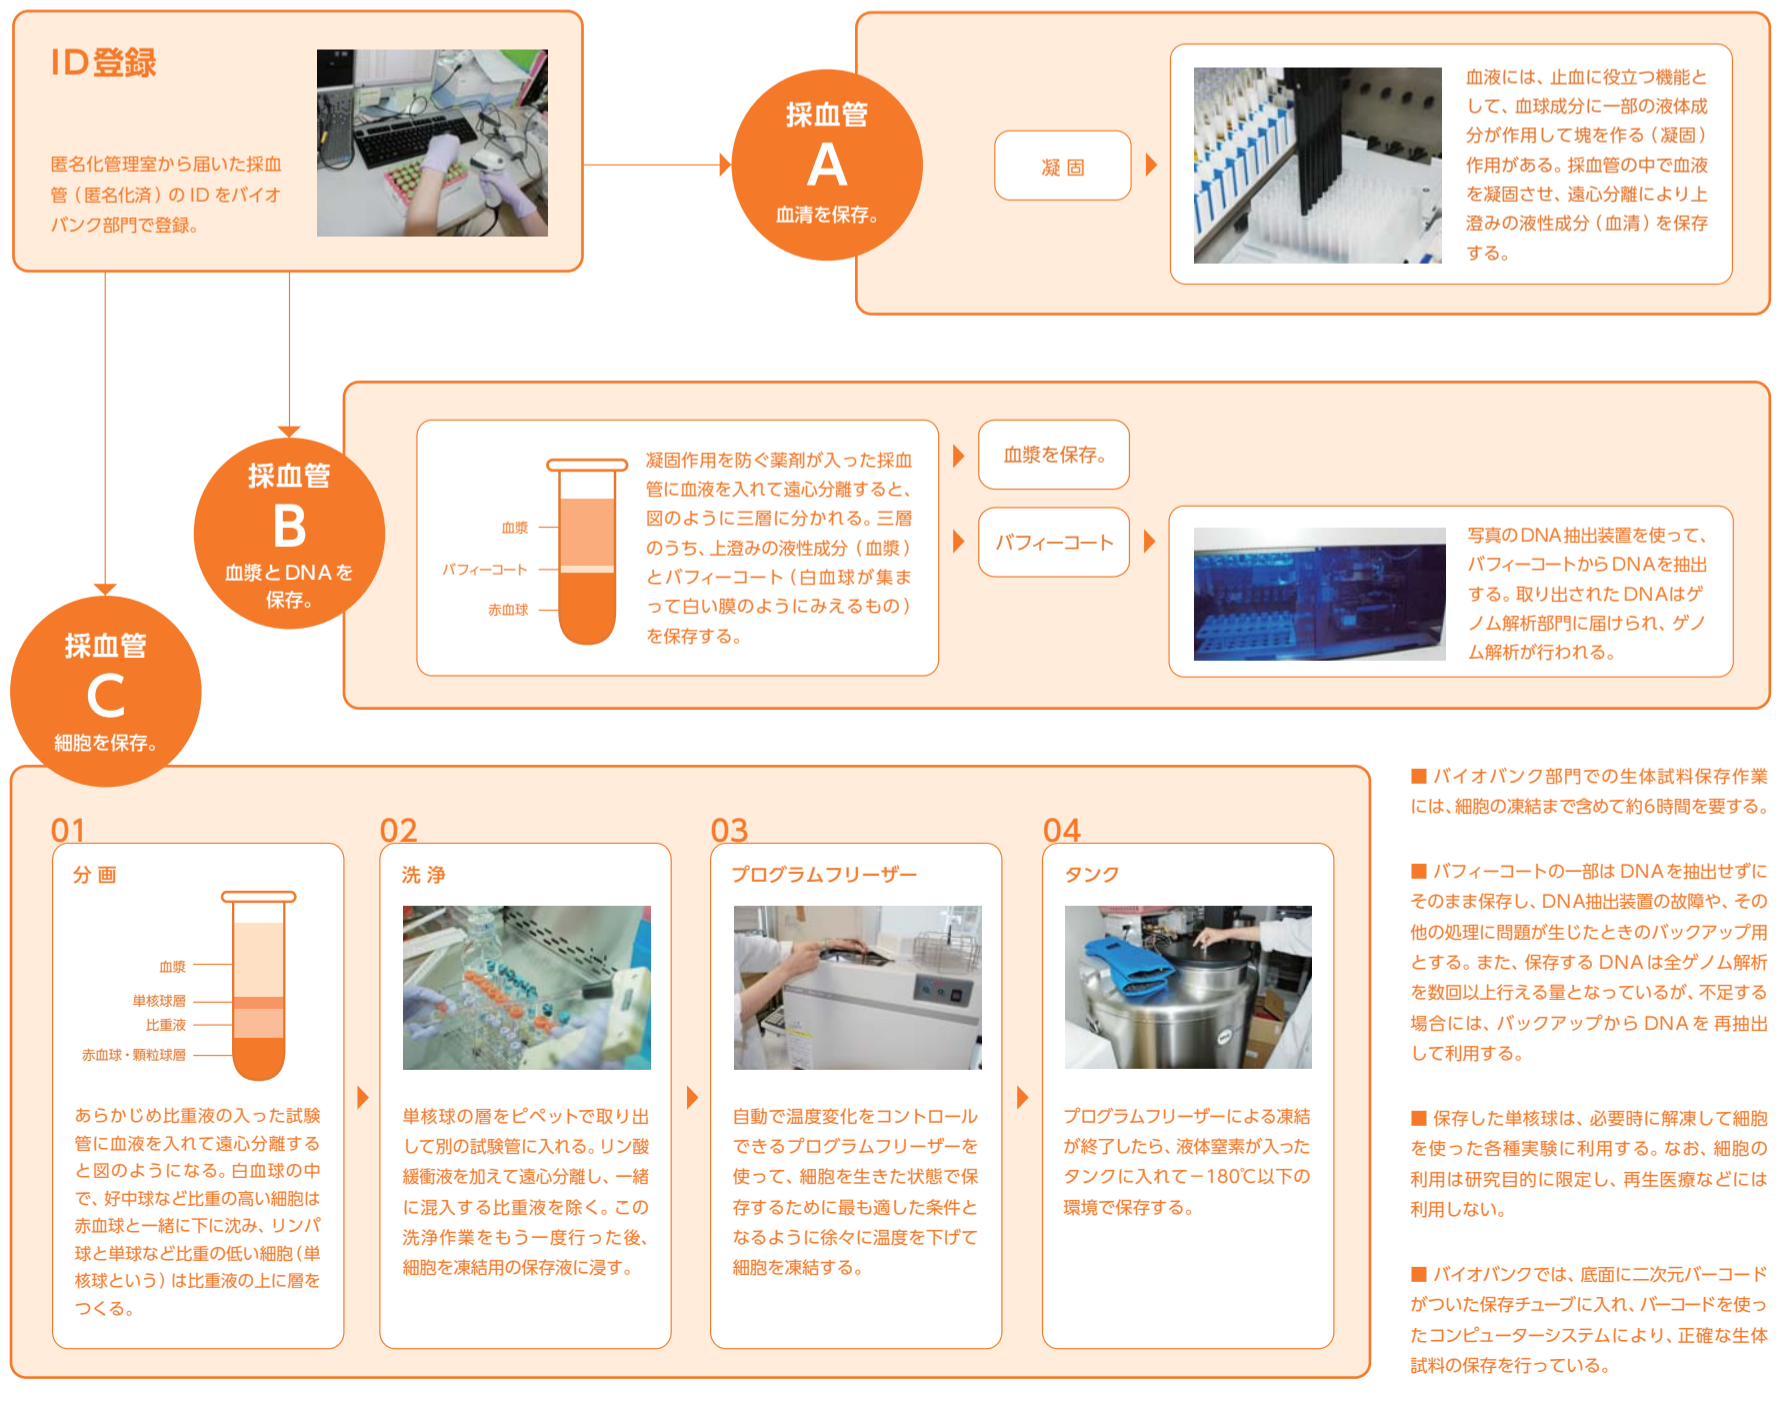 ID登録
匿名化管理室から届いた採血
管（匿名化済）の ID をバイオ
バンク部門で登録。
採血管
A
血清を保存。
凝 固
血液には、止血に役立つ機能と
して、血球成分に一部の液体成
分が作用して塊を作る（凝固）
作用がある。採血管の中で血液
を凝固させ、遠心分離により上
澄みの液性成分（血清）を保存
する。
採血管
B
血漿とDNAを
保存。
血漿
バフィーコート
赤血球
凝固作用を防ぐ薬剤が入った採血
管に血液を入れて遠心分離すると、
図のように三層に分かれる。三層
のうち、上澄みの液性成分（血漿）
とバフィーコート（白血球が集ま
って白い膜のようにみえるもの）
を保存する。
血漿を保存。
バフィーコート
写真のDNA抽出装置を使って、
バフィーコートからDNAを抽出
する。取り出されたDNAはゲ
ノム解析部門に届けられ、ゲノ
ム解析が行われる。
採血管
C
細胞を保存。
01
分 画
血漿
単核球層
比重液
赤血球・顆粒球層
あらかじめ比重液の入った試験
管に血液を入れて遠心分離する
と図のようになる。白血球の中
で、好中球など比重の高い細胞は
赤血球と一緒に下に沈み、リンパ
球と単球など比重の低い細胞（単
核球という）は比重液の上に層を
つくる。
02
洗 浄
単核球の層をピペットで取り出
して別の試験管に入れる。リン酸
緩衝液を加えて遠心分離し、一緒
に混入する比重液を除く。この
洗浄作業をもう一度行った後、
細胞を凍結用の保存液に浸す。
03
プログラムフリーザー
自動で温度変化をコントロール
できるプログラムフリーザーを
使って、細胞を生きた状態で保
存するために最も適した条件と
なるように徐々に温度を下げて
細胞を凍結する。
04
タンク
プログラムフリーザーによる凍結
が終了したら、液体窒素が入った
タンクに入れて－180℃以下の
環境で保存する。
■ バイオバンク部門での生体試料保存作業
には、細胞の凍結まで含めて約6時間を要する。
■ バフィーコートの一部は DNAを抽出せずに
そのまま保存し、DNA抽出装置の故障や、その
他の処理に問題が生じたときのバックアップ用
とする。また、保存する DNAは全ゲノム解析
を数回以上行える量となっているが、不足する
場合には、バックアップから DNAを 再抽出
して利用する。
■ 保存した単核球は、必要時に解凍して細胞
を使った各種実験に利用する。なお、細胞の
利用は研究目的に限定し、再生医療などには
利用しない。
■ バイオバンクでは、底面に二次元バーコード
がついた保存チューブに入れ、バーコードを使っ
たコンピューターシステムにより、正確な生体
試料の保存を行っている。